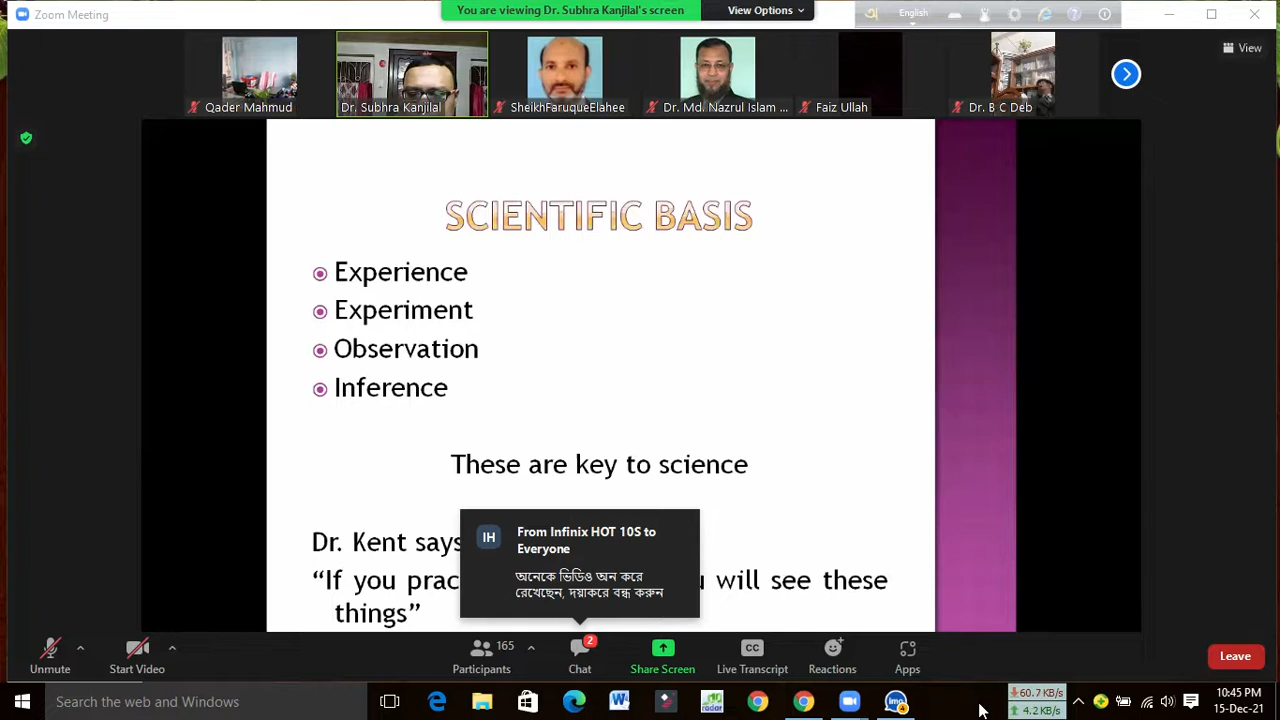 Zoom Meeting
You are viewing Dr. Subhra Kanjilal's screen
View Options
English
View
Qader Mahmud
Dr. Subhra Kanjilal
SheikhFaruqueElahee
Dr. Md. Nazrul Islam ...
Faiz Ullah
Dr. B C Deb
SCIENTIFIC BASIS
Experience
Experiment
Observation
Inference
These are key to science
Dr. Kent says
“If you prac
will see these
things”
IH
From Infinix HOT 10S to
Everyone
অনেকে ভিডিও অন করে
রেখেছেন, দয়াকরে বন্ধ করুন
Unmute
Start Video
165
Participants
2
Chat
Share Screen
CC
Live Transcript
Reactions
Apps
Leave
Search the web and Windows
60.7 KB/s
4.2 KB/s
10:45 PM
15-Dec-21